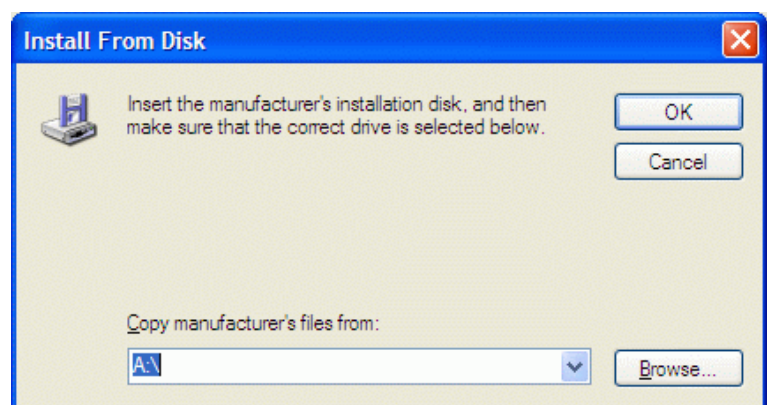 Install From Disk
Insert the manufacturer's installation disk, and then
make sure that the correct drive is selected below.
OK
Cancel
Copy manufacturer's files from:
A:\
Browse...